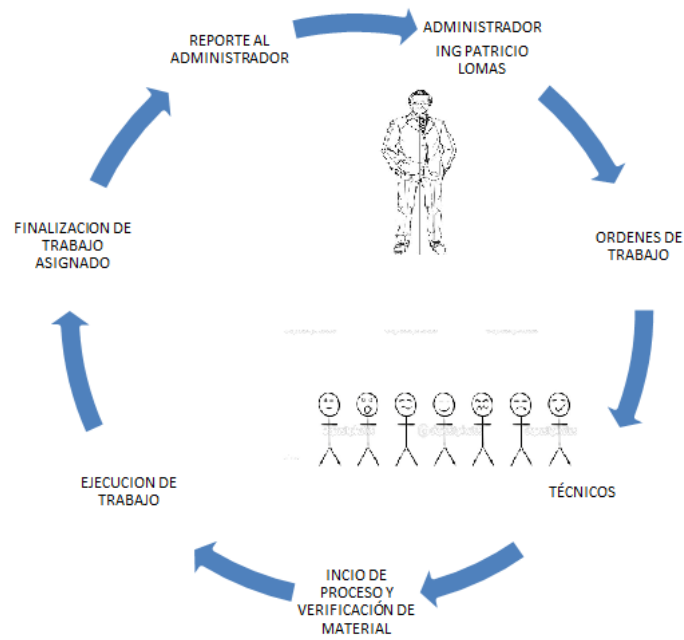 REPORTE AL
ADMINISTRADOR
ADMINISTRADOR
ING PATRICIO
LOMAS
ORDENES DE
TRABAJO
TÉCNICOS
INCIO DE
PROCESO Y
VERIFICACIÓN DE
MATERIAL
EJECUCION DE
TRABAJO
FINALIZACION DE
TRABAJO
ASIGNADO